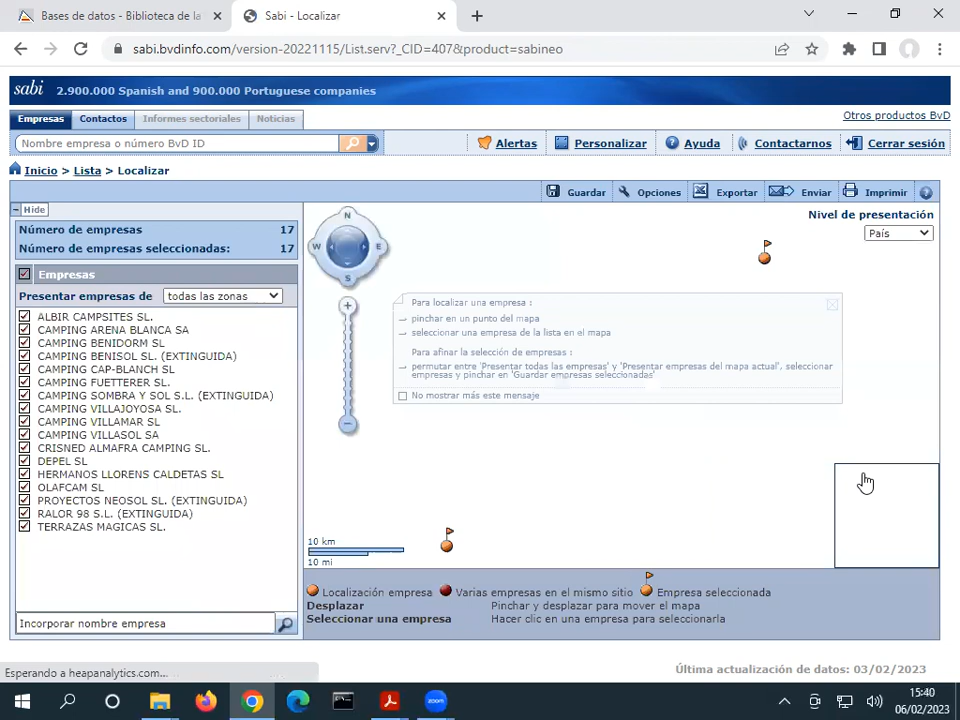 Bases de datos - Biblioteca de la
Sabi - Localizar
sabi.bvdinfo.com/version-20221115/List.serv?_CID=407&product=sabineo
sabi 2.900.000 Spanish and 900.000 Portuguese companies
Empresas Contactos Informes sectoriales Noticias
Otros productos BvD
Nombre empresa o número BvD ID
Alertas Personalizar Ayuda Contactarnos Cerrar sesión
Inicio > Lista > Localizar
Guardar Opciones Exportar Enviar Imprimir
Hide
Número de empresas 17
Número de empresas seleccionadas: 17
Empresas
Presentar empresas de todas las zonas
ALBIR CAMPSITES SL.
CAMPING ARENA BLANCA SA
CAMPING BENIDORM SL
CAMPING BENISOL SL. (EXTINGUIDA)
CAMPING CAP-BLANCH SL
CAMPING FUETTERER SL.
CAMPING SOMBRA Y SOL S.L. (EXTINGUIDA)
CAMPING VILLAJOYOSA SL.
CAMPING VILLAMAR SL
CAMPING VILLASOL SA
CRISNED ALMAFRA CAMPING SL.
DEPEL SL
HERMANOS LLORENS CALDETAS SL
OLAFCAM SL
PROYECTOS NEOSOL SL. (EXTINGUIDA)
RALOR 98 S.L. (EXTINGUIDA)
TERRAZAS MAGICAS SL.
Incorporar nombre empresa
Nivel de presentación
País
N
W E
S
Para localizar una empresa :
pinchar en un punto del mapa
seleccionar una empresa de la lista en el mapa
Para afinar la selección de empresas :
permutar entre 'Presentar todas las empresas' y 'Presentar empresas del mapa actual', seleccionar
empresas y pinchar en 'Guardar empresas seleccionadas'
No mostrar más este mensaje
10 km
10 mi
Localización empresa Varias empresas en el mismo sitio Empresa seleccionada
Desplazar Pinchar y desplazar para mover el mapa
Seleccionar una empresa Hacer clic en una empresa para seleccionarla
Última actualización de datos: 03/02/2023
Esperando a heapanalytics.com...
zoom
15:40
06/02/2023